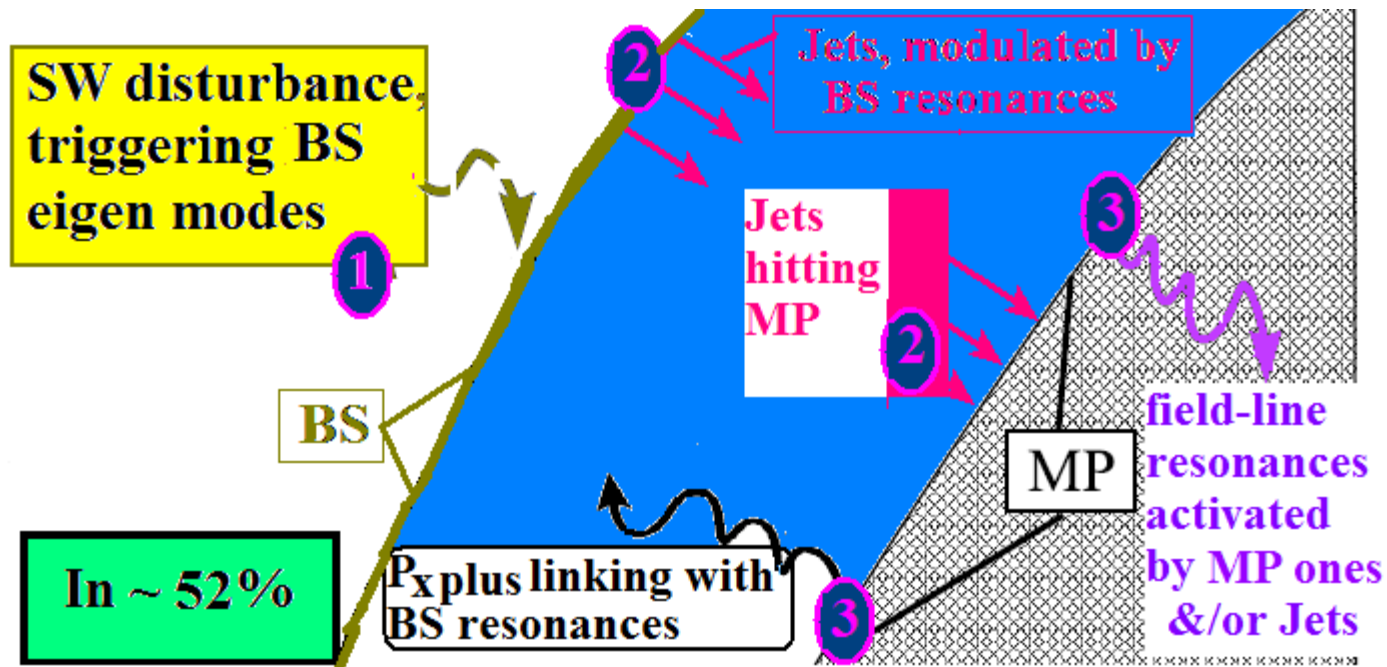 SW disturbance,
triggering BS
eigen modes
1
2
Jets, modulated by
BS resonances
Jets
hitting
MP
2
3
BS
MP
field-line
resonances
activated
by MP ones
&/or Jets
In ~ 52%
Px plus linking with
BS resonances
3